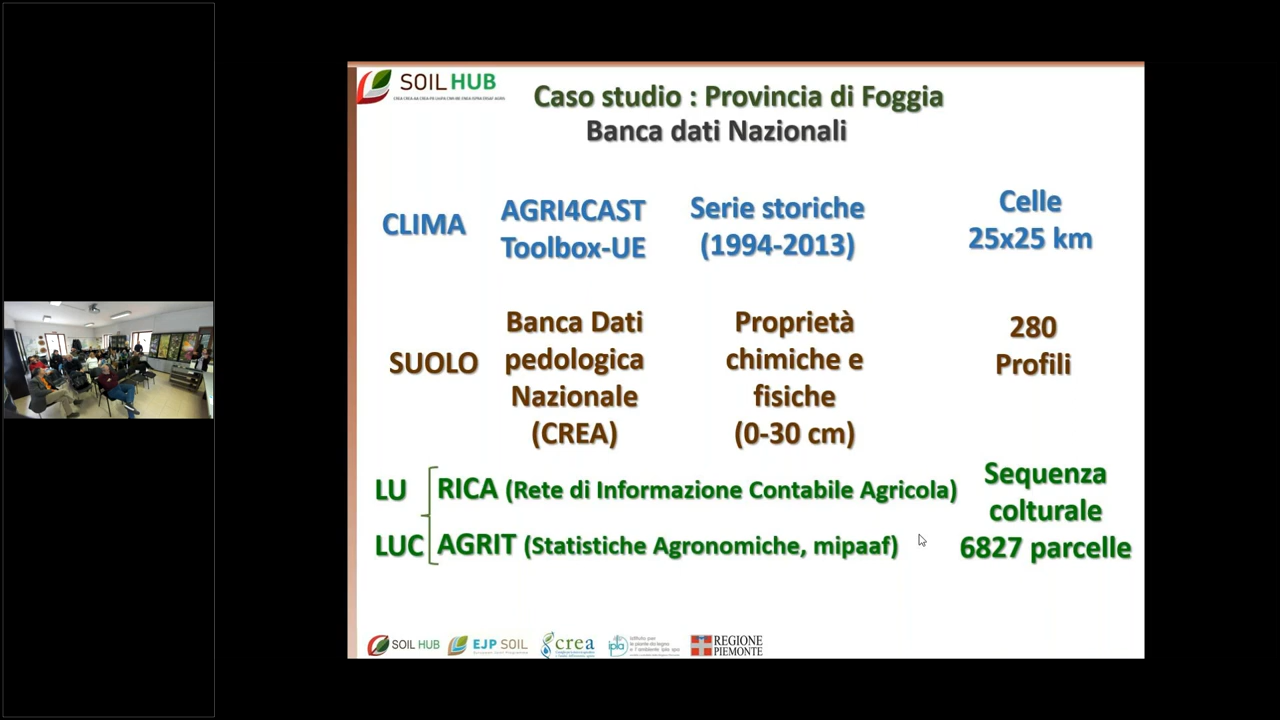 SOIL HUB
Caso studio : Provincia di Foggia
Banca dati Nazionali
CLIMA
AGRI4CAST
Toolbox-UE
Serie storiche
(1994-2013)
Celle
25x25 km
SUOLO
Banca Dati
pedologica
Nazionale
(CREA)
Proprietà
chimiche e
fisiche
(0-30 cm)
280
Profili
LU
RICA (Rete di Informazione Contabile Agricola)
LUC
AGRIT (Statistiche Agronomiche, mipaaf)
Sequenza
colturale
6827 parcelle
SOIL HUB
EJP SOIL
crea
ipla
REGIONE
PIEMONTE